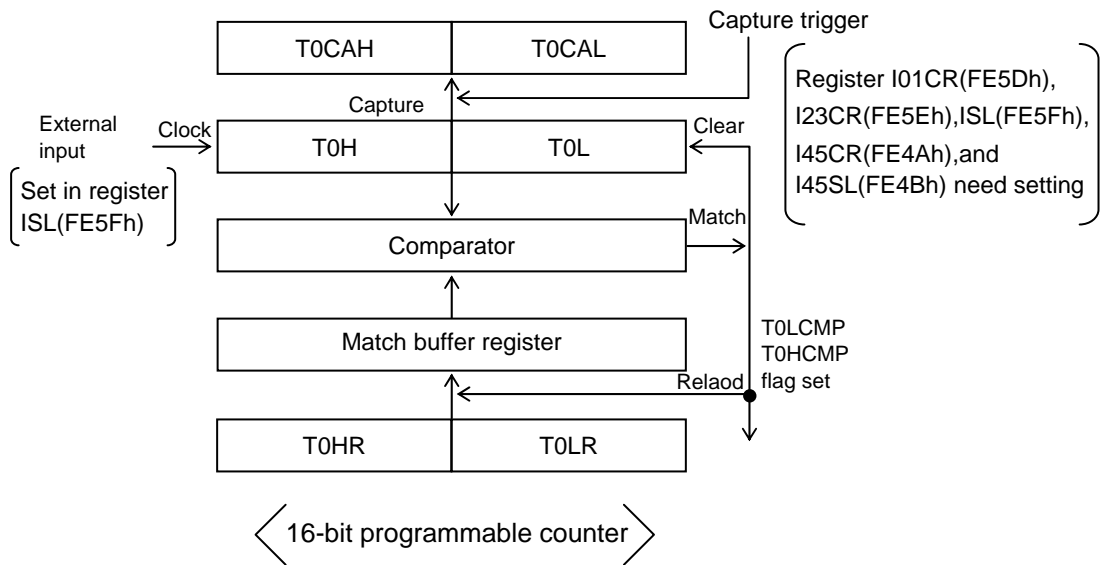 Capture trigger
T0CAH
T0CAL
Register I01CR(FE5Dh),
I23CR(FE5Eh),ISL(FE5Fh),
I45CR(FE4Ah),and
I45SL(FE4Bh) need setting
Capture
External
input
Clock
T0H
T0L
Clear
Set in register
ISL(FE5Fh)
Comparator
Match
Match buffer register
T0LCMP
T0HCMP
flag set
Relaod
T0HR
T0LR
16-bit programmable counter